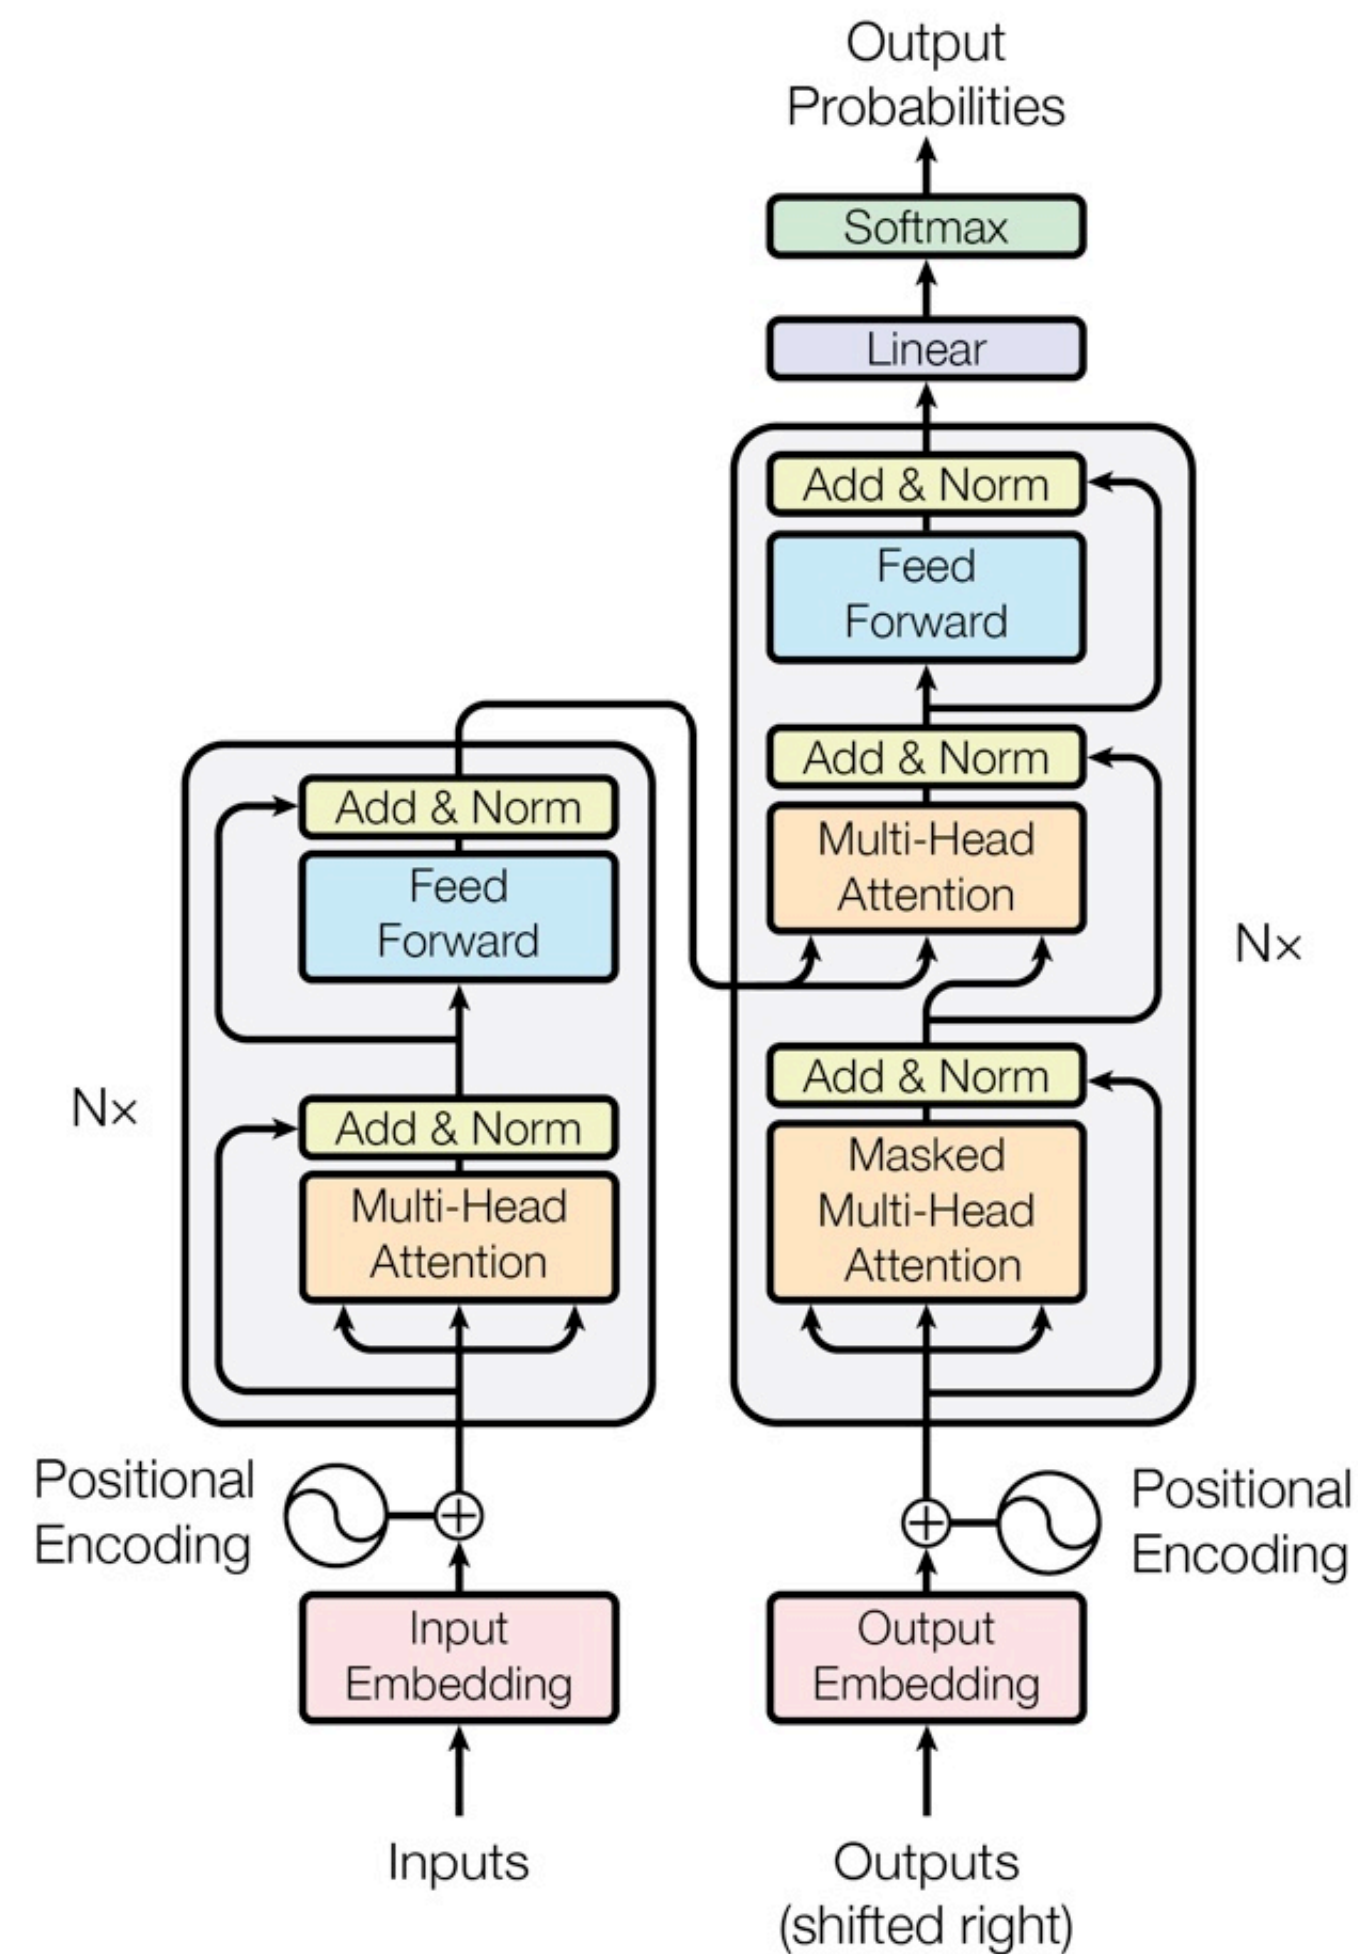 Output
Probabilities
Softmax
Linear
Add & Norm
Feed
Forward
Add & Norm
Multi-Head
Attention
Add & Norm
Masked
Multi-Head
Attention
Nx
Add & Norm
Feed
Forward
Add & Norm
Multi-Head
Attention
Nx
Positional
Encoding
Input
Embedding
Inputs
Positional
Encoding
Output
Embedding
Outputs
(shifted right)